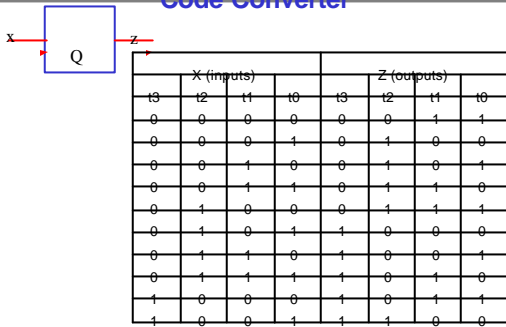 Code Converter
x Q z
X (inputs) Z (outputs)
t3 t2 t1 t0 t3 t2 t1 t0
0 0 0 0 0 0 1 1
0 0 0 1 0 1 0 0
0 0 1 0 0 1 0 1
0 0 1 1 0 1 1 0
0 1 0 0 0 1 1 1
0 1 0 1 1 0 0 0
0 1 1 0 1 0 0 1
0 1 1 1 1 0 1 0
1 0 0 0 1 0 1 1
1 0 0 1 1 1 0 0